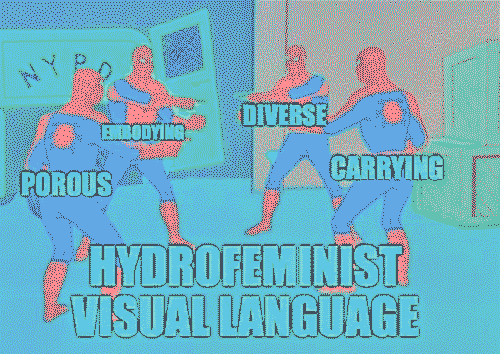 NYPD
EMBODYING
DIVERSE
POROUS
CARRYING
HYDROFEMINIST
VISUAL LANGUAGE